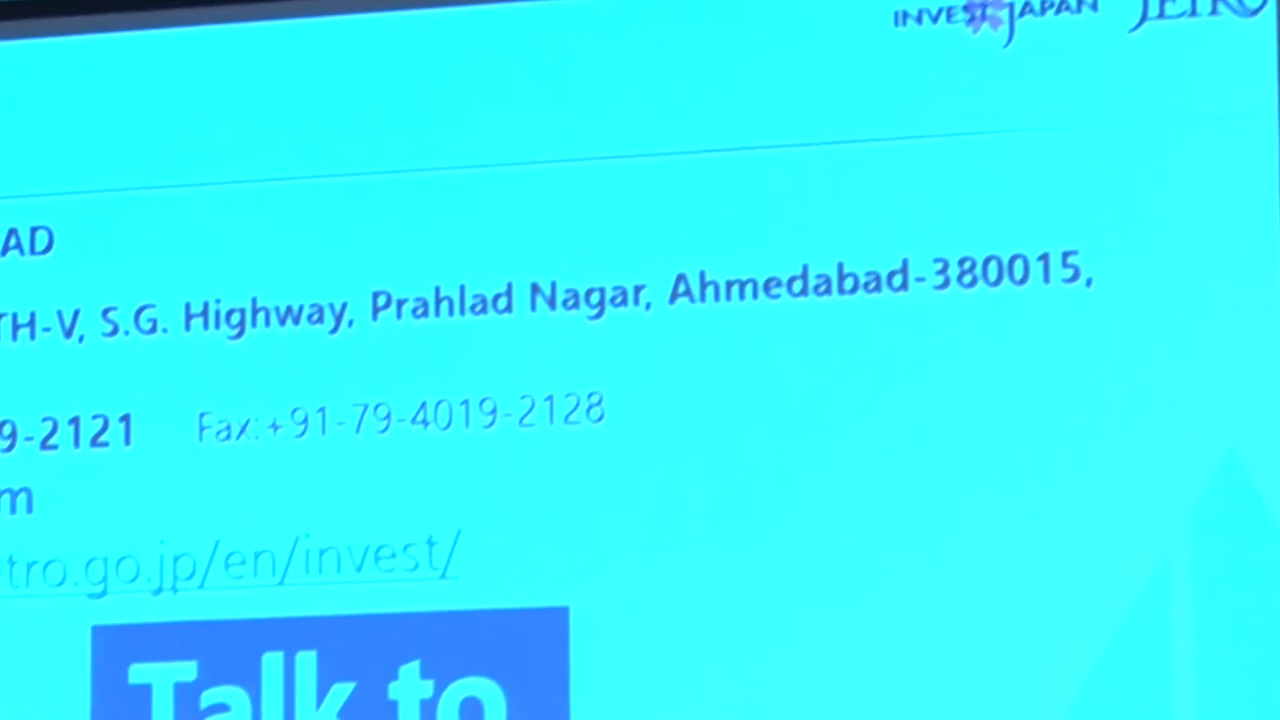 INVEST JAPAN JETRO
AD
TH-V, S.G. Highway, Prahlad Nagar, Ahmedabad-380015,
9-2121 Fax:+91-79-4019-2128
m
tro.go.jp/en/invest/
Talk to